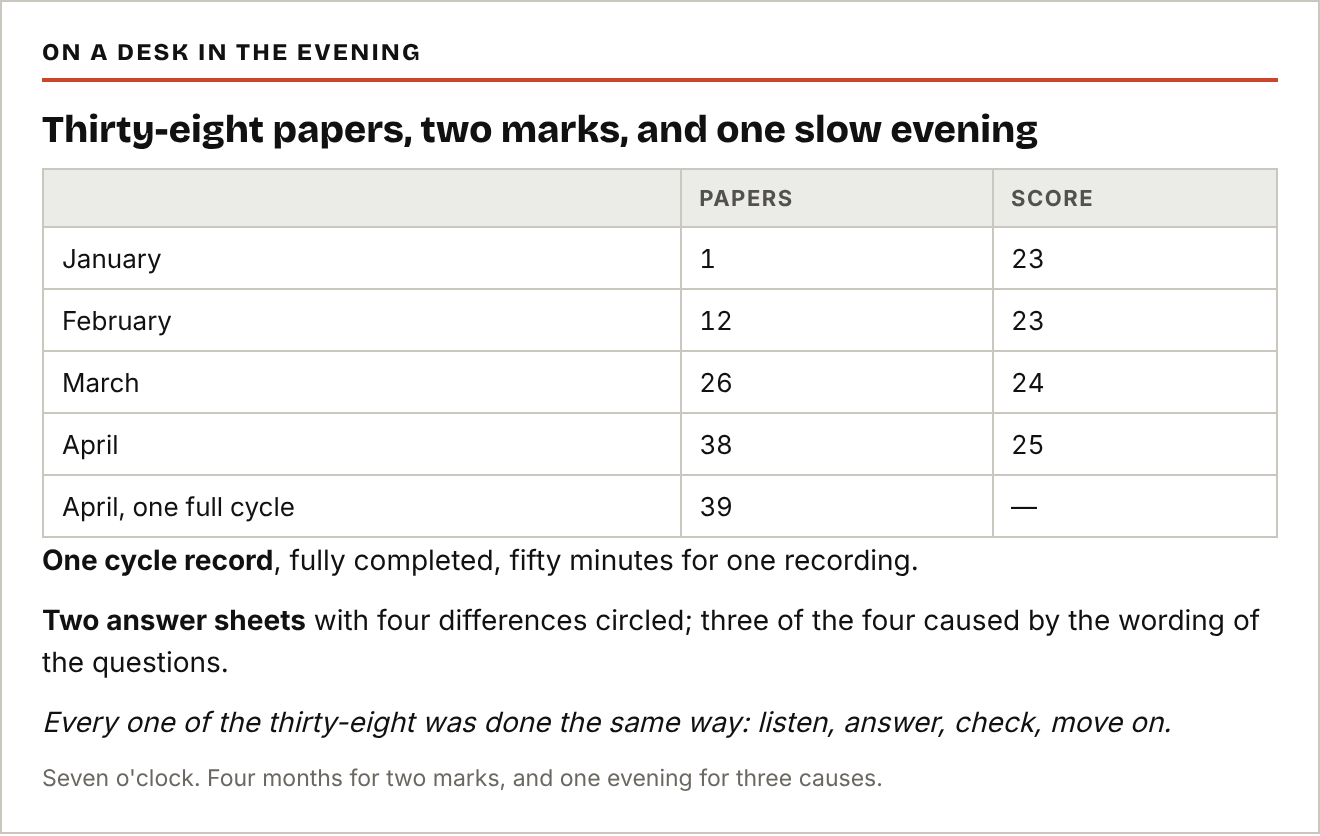 ON A DESK IN THE EVENING
Thirty-eight papers, two marks, and one slow evening
PAPERS SCORE
January 1 23
February 12 23
March 26 24
April 38 25
April, one full cycle 39 —
One cycle record, fully completed, fifty minutes for one recording.
Two answer sheets with four differences circled; three of the four caused by the wording of
the questions.
Every one of the thirty-eight was done the same way: listen, answer, check, move on.
Seven o'clock. Four months for two marks, and one evening for three causes.